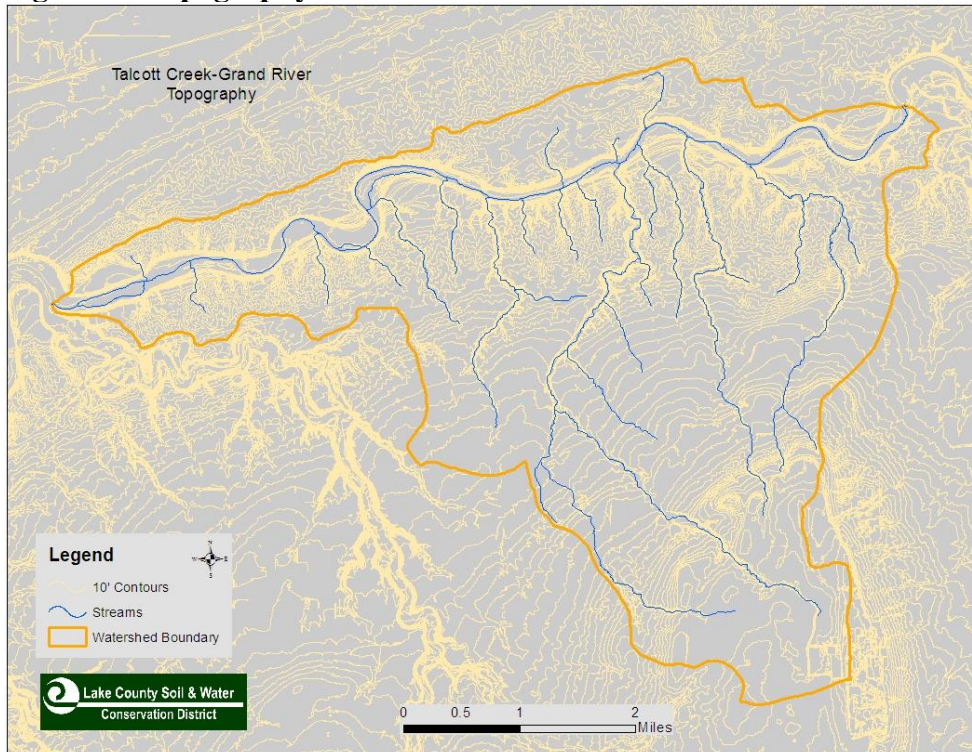 Talcott Creek-Grand River
Topography
Legend
N
W E
S
10' Contours
Streams
Watershed Boundary
Lake County Soil & Water
Conservation District
0 0.5 1 2
Miles